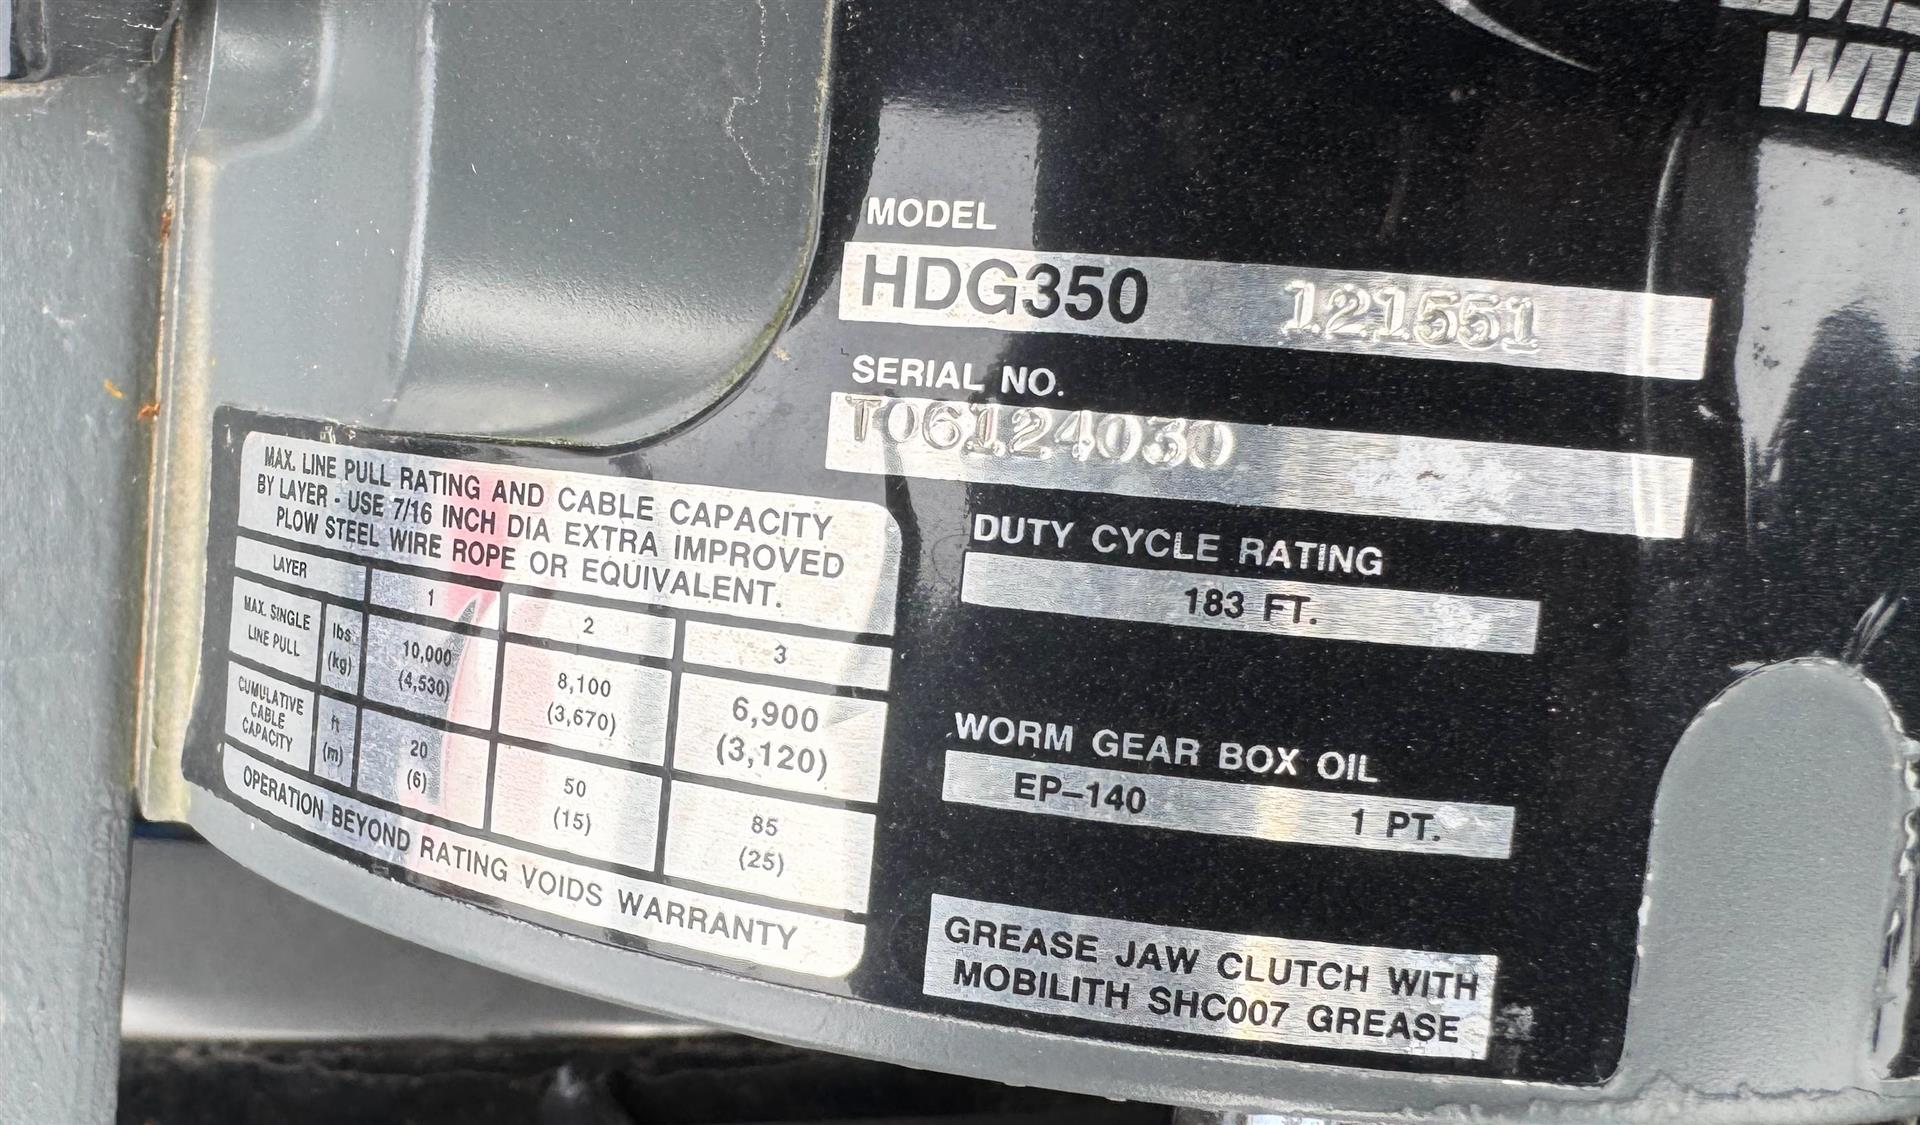 MODEL
HDG350 121551
SERIAL NO.
T06124030
DUTY CYCLE RATING
183 FT.
WORM GEAR BOX OIL
EP-140 1 PT.
GREASE JAW CLUTCH WITH
MOBILITH SHC007 GREASE
MAX. LINE PULL RATING AND CABLE CAPACITY
BY LAYER - USE 7/16 INCH DIA EXTRA IMPROVED
PLOW STEEL WIRE ROPE OR EQUIVALENT.
LAYER 1 2 3
MAX. SINGLE lbs. 10,000 8,100 6,900
LINE PULL (kg) (4,530) (3,670) (3,120)
CUMULATIVE
CABLE ft 20 50 85
CAPACITY (m) (6) (15) (25)
OPERATION BEYOND RATING VOIDS WARRANTY